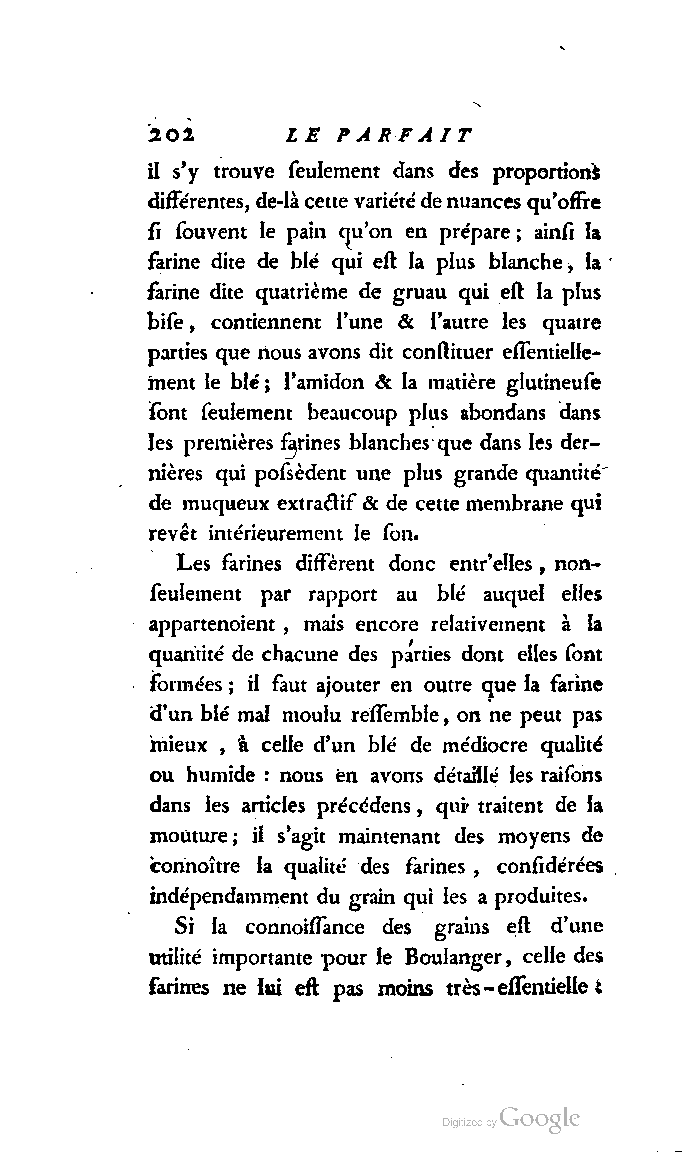 202 LE PARFAIT
il s'y trouve ſeulement dans des proportions
différentes, de-là cette variété de nuances qu'offre
ſi ſouvent le pain qu'on en prépare ; ainſi la
farine dite de blé qui eſt la plus blanche, la
farine dite quatrième de gruau qui eſt la plus
biſe, contiennent l'une & l'autre les quatre
parties que nous avons dit conſtituer eſſentielle-
ment le blé ; l'amidon & la matière glutineuſe
ſont ſeulement beaucoup plus abondans dans
les premières farines blanches que dans les der-
nières qui poſsèdent une plus grande quantité
de muqueux extractif & de cette membrane qui
revêt intérieurement le ſon.
Les farines diffèrent donc entr'elles, non-
ſeulement par rapport au blé auquel elles
appartenoient, mais encore relativement à la
quantité de chacune des parties dont elles ſont
formées ; il faut ajouter en outre que la farine
d'un blé mal moulu reſſemble, on ne peut pas
mieux, à celle d'un blé de médiocre qualité
ou humide : nous en avons détaillé les raiſons
dans les articles précédens, qui traitent de la
mouture ; il s'agit maintenant des moyens de
connoître la qualité des farines, conſidérées
indépendamment du grain qui les a produites.
Si la connoiſſance des grains eſt d'une
utilité importante pour le Boulanger, celle des
farines ne lui eſt pas moins très-eſſentielle :
Digitized by Google